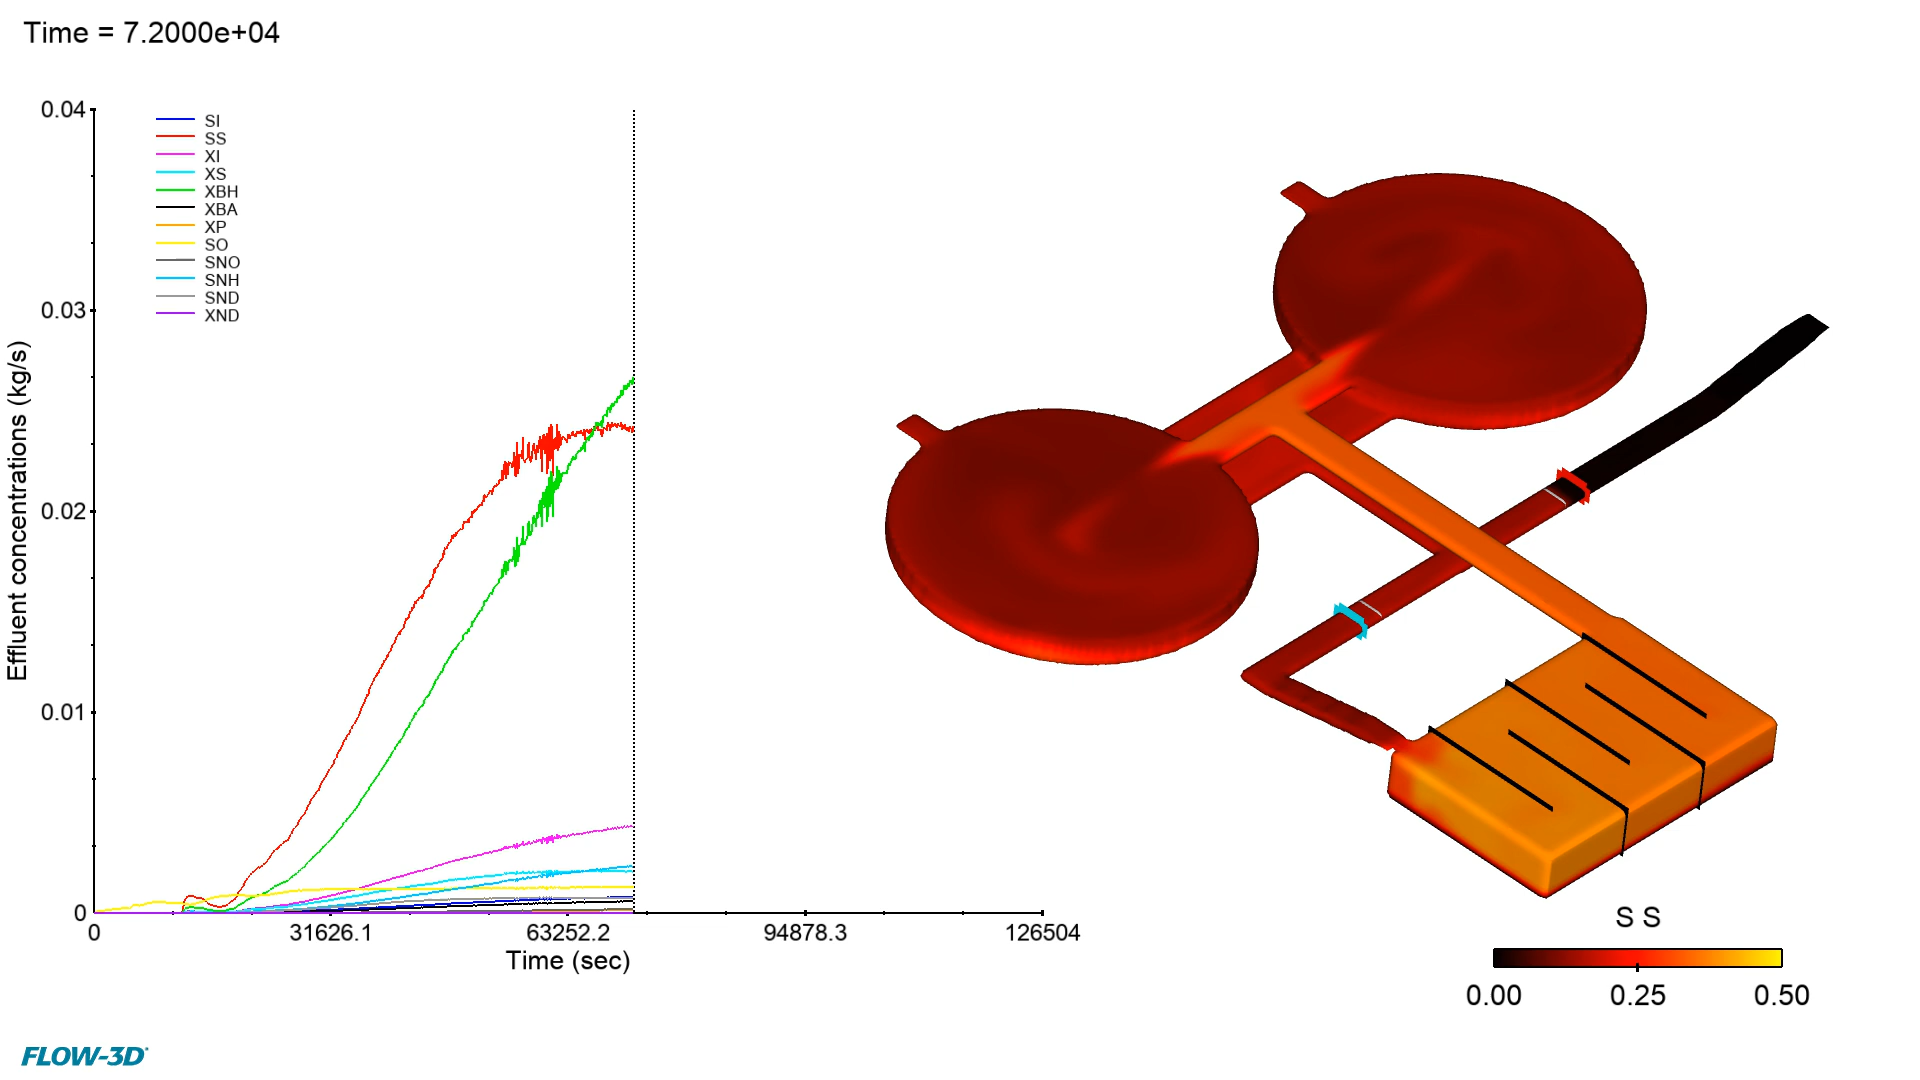 Time = 7.2000e+04
0.04
0.03
0.02
0.01
0
Effluent concentrations (kg/s)
SI
SS
XI
XS
XBH
XBA
XP
SO
SNO
SNH
SND
XND
0 31626.1 63252.2 94878.3 126504
Time (sec)
S S
0.00 0.25 0.50
FLOW-3D